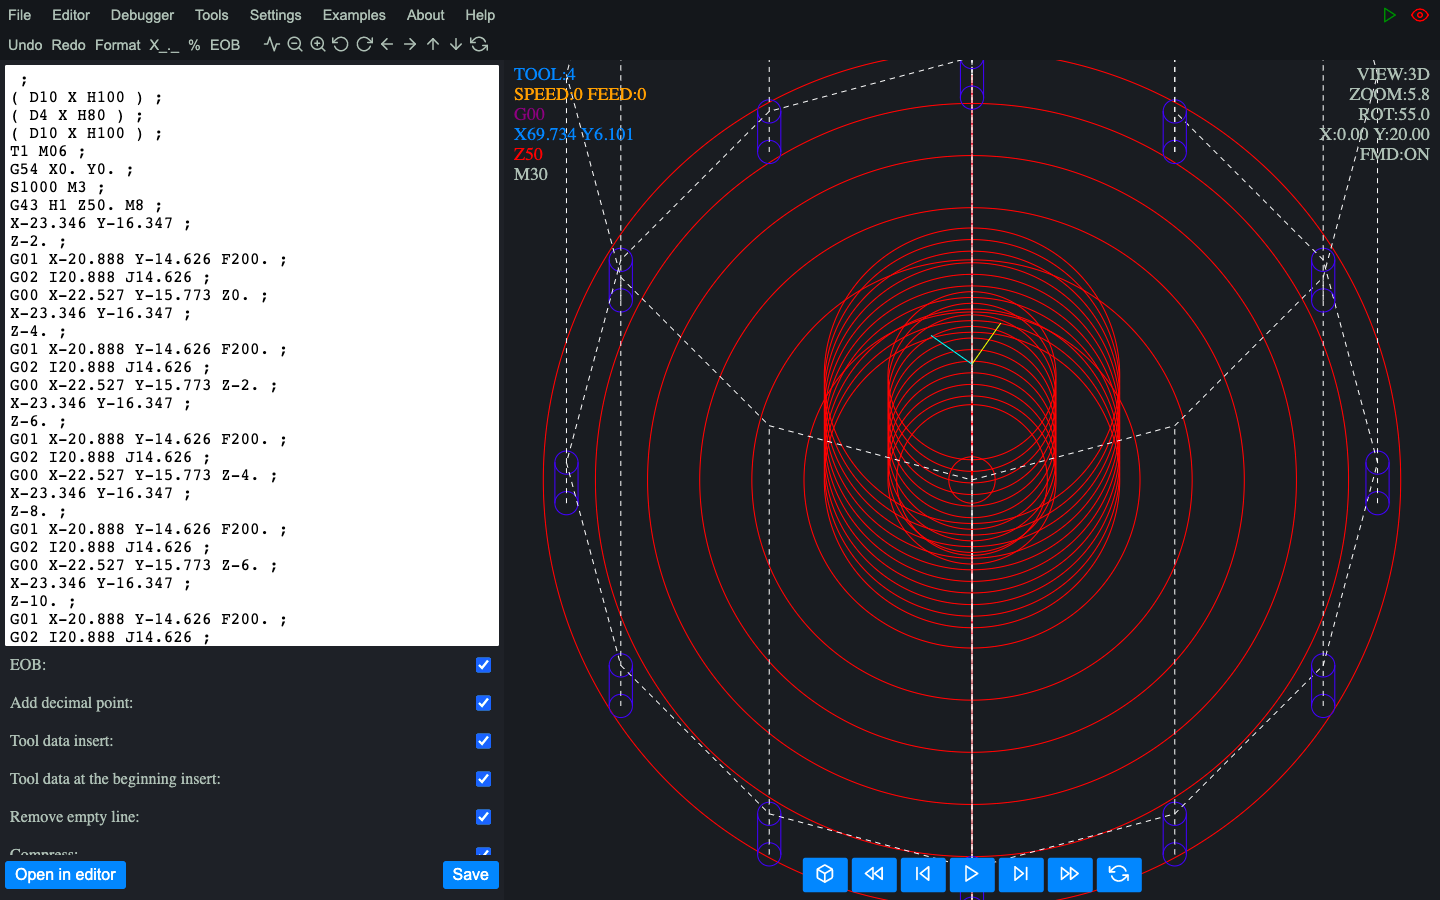 File Editor Debugger Tools Settings Examples About Help
Undo Redo Format X_._ % EOB
;
( D10 X H100 ) ;
( D4 X H80 ) ;
( D10 X H100 ) ;
T1 M06 ;
G54 X0. Y0. ;
S1000 M3 ;
G43 H1 Z50. M8 ;
X-23.346 Y-16.347 ;
Z-2. ;
G01 X-20.888 Y-14.626 F200. ;
G02 I20.888 J14.626 ;
G00 X-22.527 Y-15.773 Z0. ;
X-23.346 Y-16.347 ;
Z-4. ;
G01 X-20.888 Y-14.626 F200. ;
G02 I20.888 J14.626 ;
G00 X-22.527 Y-15.773 Z-2. ;
X-23.346 Y-16.347 ;
Z-6. ;
G01 X-20.888 Y-14.626 F200. ;
G02 I20.888 J14.626 ;
G00 X-22.527 Y-15.773 Z-4. ;
X-23.346 Y-16.347 ;
Z-8. ;
G01 X-20.888 Y-14.626 F200. ;
G02 I20.888 J14.626 ;
G00 X-22.527 Y-15.773 Z-6. ;
X-23.346 Y-16.347 ;
Z-10. ;
G01 X-20.888 Y-14.626 F200. ;
G02 I20.888 J14.626 ;
EOB:
Add decimal point:
Tool data insert:
Tool data at the beginning insert:
Remove empty line:
Compress:
Open in editor Save
TOOL:4
SPEED:0 FEED:0
G00
X69.734 Y6.101
Z50
M30
VIEW:3D
ZOOM:5.8
ROT:55.0
X:0.00 Y:20.00
FMD:ON